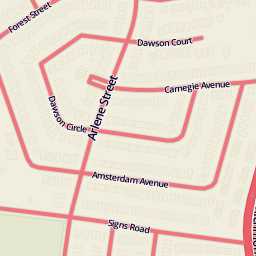 Forest Street
Dawson Court
Carnegie Avenue
Arlene Street
Dawson Circle
Amsterdam Avenue
Signs Road